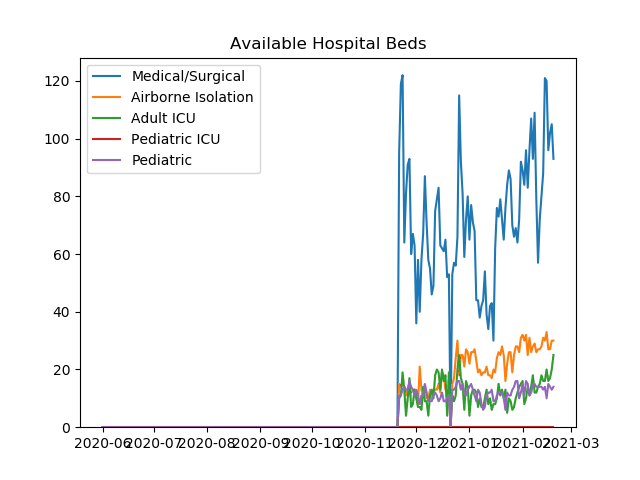 Available Hospital Beds
120
100
80
60
40
20
0
Medical/Surgical
Airborne Isolation
Adult ICU
Pediatric ICU
Pediatric
2020-06 2020-07 2020-08 2020-09 2020-10 2020-11 2020-12 2021-01 2021-02 2021-03